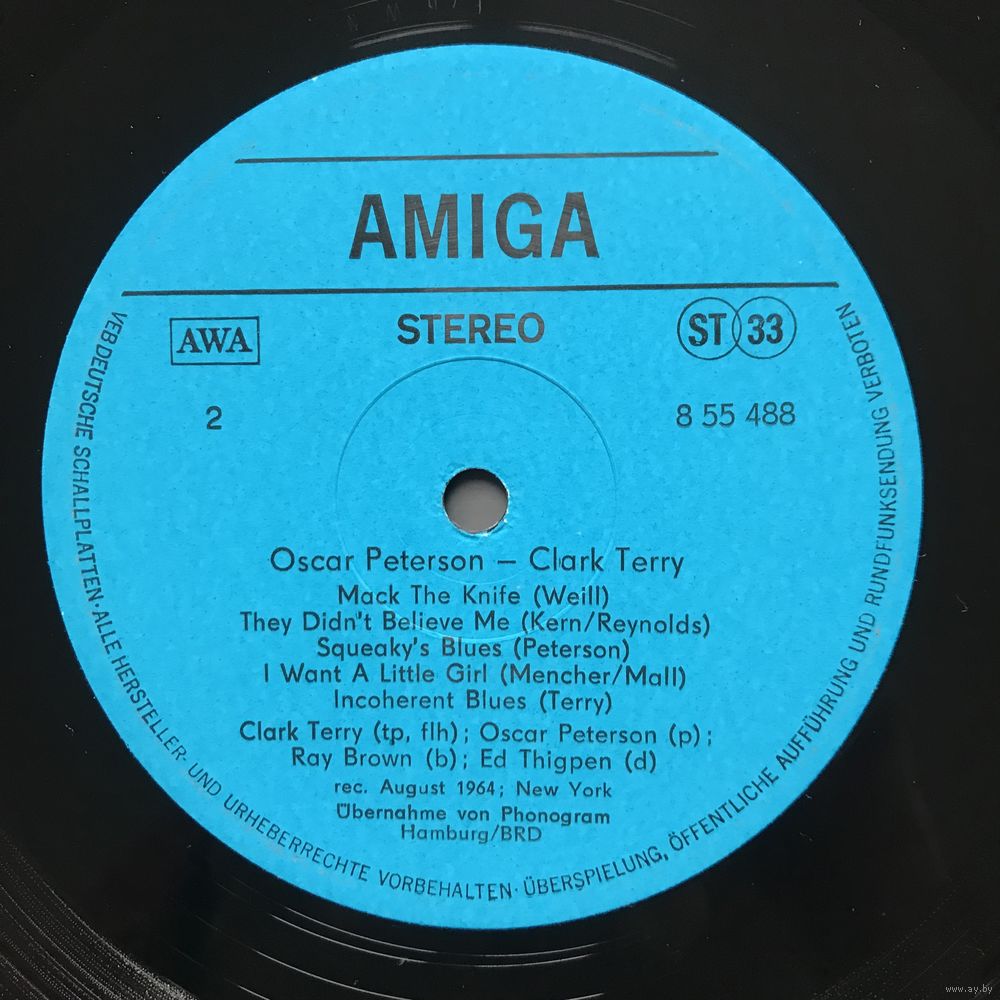 AMIGA
AWA
STEREO
ST 33
2
8 55 488
Oscar Peterson — Clark Terry
Mack The Knife (Weill)
They Didn't Believe Me (Kern/Reynolds)
Squeaky's Blues (Peterson)
I Want A Little Girl (Mencher/Mall)
Incoherent Blues (Terry)
Clark Terry (tp, flh); Oscar Peterson (p);
Ray Brown (b); Ed Thigpen (d)
rec. August 1964; New York
Übernahme von Phonogram
Hamburg/BRD
VEB DEUTSCHE SCHALLPLATTEN · ALLE HERSTELLER- UND URHEBERRECHTE VORBEHALTEN · ÜBERSPIELUNG, ÖFFENTLICHE AUFFÜHRUNG UND RUNDFUNKSENDUNG VERBOTEN
www.ay.by